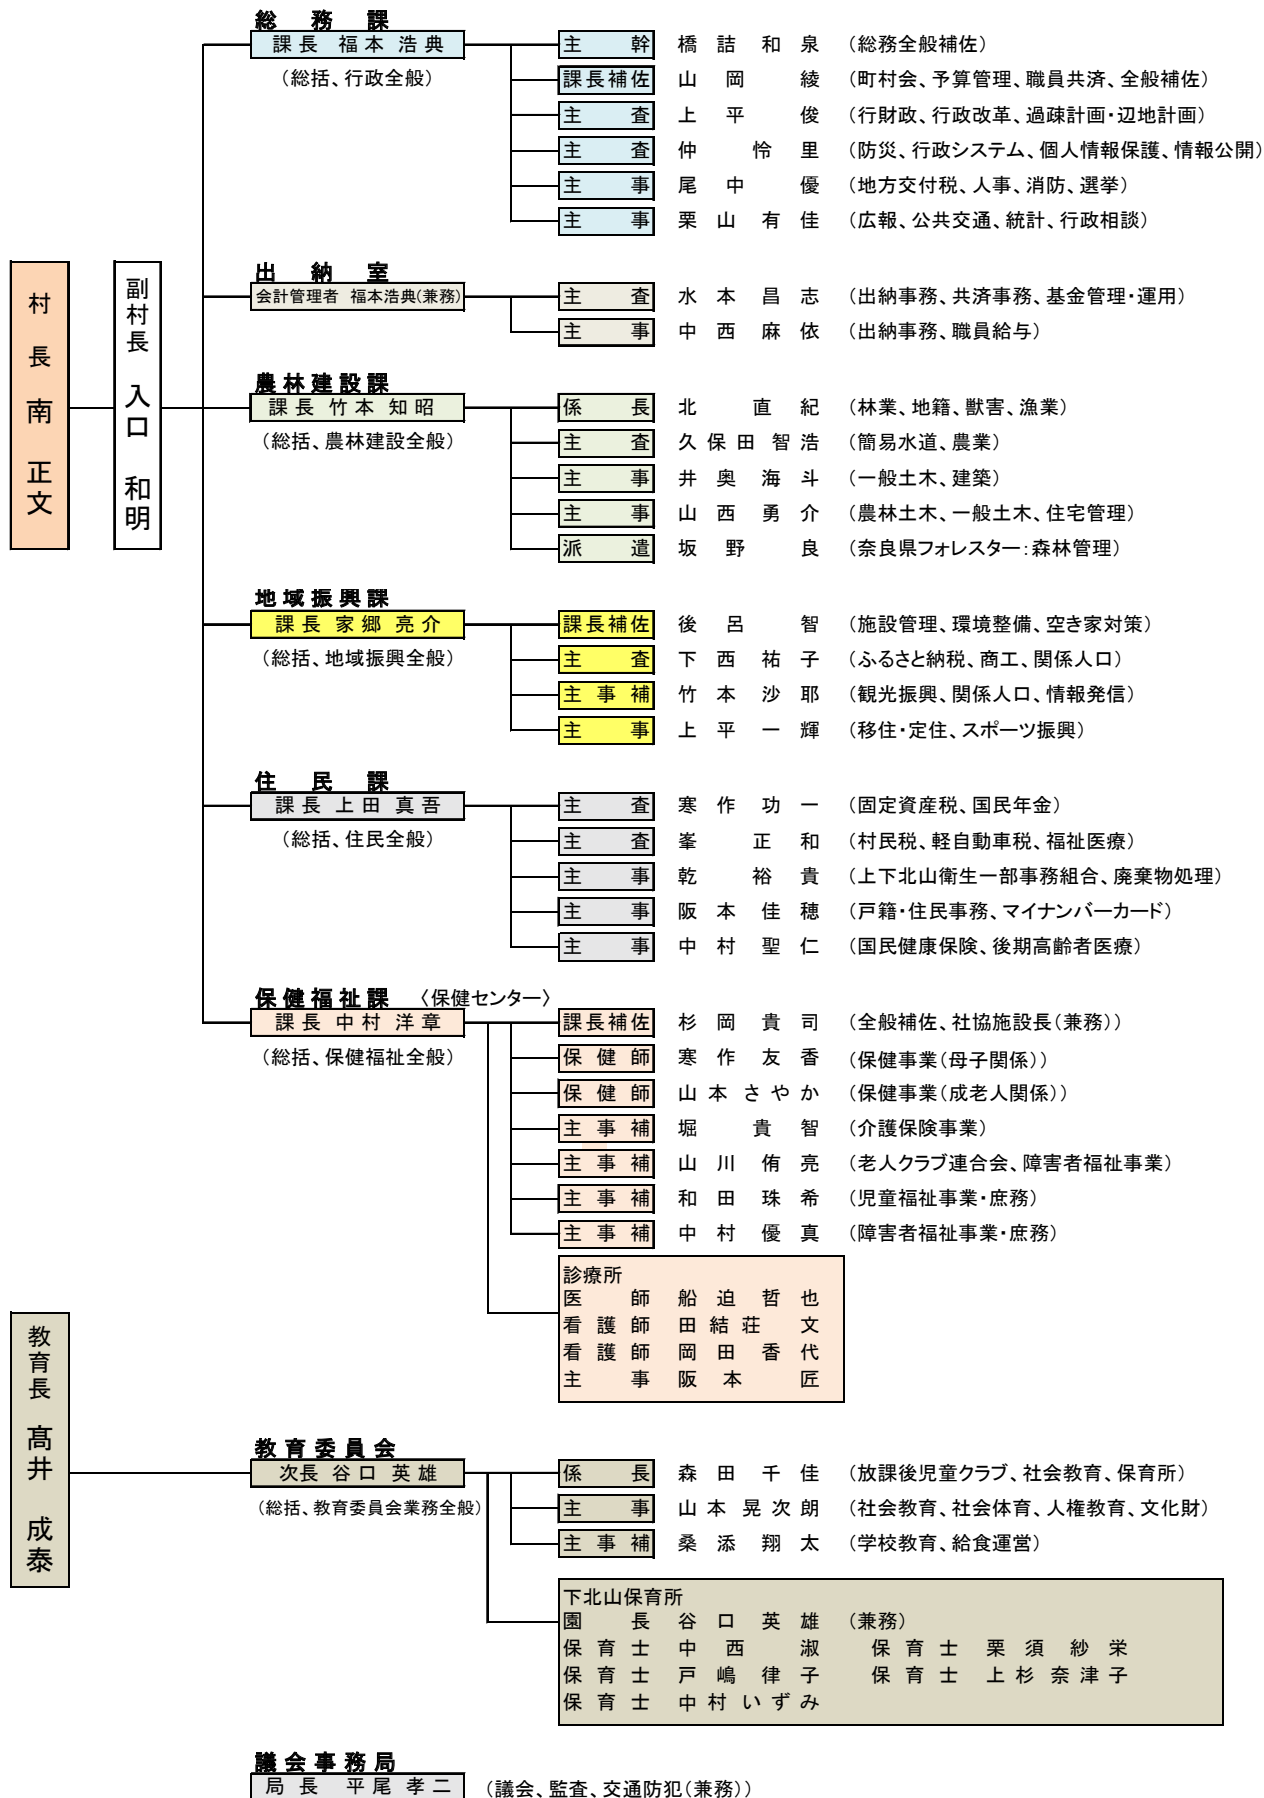 総務課
課長 福本 浩典
(総括、行政全般)
主幹 橋詰和泉 (総務全般補佐)
課長補佐 山岡綾 (町村会、予算管理、職員共済、全般補佐)
主査 上平俊 (行財政、行政改革、過疎計画・辺地計画)
主査 仲怜里 (防災、行政システム、個人情報保護、情報公開)
主事 尾中優 (地方交付税、人事、消防、選挙)
主事 栗山有佳 (広報、公共交通、統計、行政相談)
村長 南 正文
副村長 入口 和明
出納室
会計管理者 福本浩典(兼務)
主査 水本昌志 (出納事務、共済事務、基金管理・運用)
主事 中西麻依 (出納事務、職員給与)
農林建設課
課長 竹本 知昭
(総括、農林建設全般)
係長 北直紀 (林業、地籍、獣害、漁業)
主査 久保田智浩 (簡易水道、農業)
主事 井奥海斗 (一般土木、建築)
主事 山西勇介 (農林土木、一般土木、住宅管理)
派遣 坂野良 (奈良県フォレスター:森林管理)
地域振興課
課長 家郷 亮介
(総括、地域振興全般)
課長補佐 後呂智 (施設管理、環境整備、空き家対策)
主査 下西祐子 (ふるさと納税、商工、関係人口)
主事補 竹本沙耶 (観光振興、関係人口、情報発信)
主事 上平一輝 (移住・定住、スポーツ振興)
住民課
課長 上田 真吾
(総括、住民全般)
主査 寒作功一 (固定資産税、国民年金)
主査 峯正和 (村民税、軽自動車税、福祉医療)
主事 乾裕貴 (上下北山衛生一部事務組合、廃棄物処理)
主事 阪本佳穂 (戸籍・住民事務、マイナンバーカード)
主事 中村聖仁 (国民健康保険、後期高齢者医療)
保健福祉課 〈保健センター〉
課長 中村 洋章
(総括、保健福祉全般)
課長補佐 杉岡貴司 (全般補佐、社協施設長(兼務))
保健師 寒作友香 (保健事業(母子関係))
保健師 山本さやか (保健事業(成老人関係))
主事補 堀貴智 (介護保険事業)
主事補 山川侑亮 (老人クラブ連合会、障害者福祉事業)
主事補 和田珠希 (児童福祉事業・庶務)
主事補 中村優真 (障害者福祉事業・庶務)
診療所
医師 船迫哲也
看護師 田結荘文
看護師 岡田香代
主事 阪本匠
教育長 髙井 成泰
教育委員会
次長 谷口 英雄
(総括、教育委員会業務全般)
係長 森田千佳 (放課後児童クラブ、社会教育、保育所)
主事 山本晃次朗 (社会教育、社会体育、人権教育、文化財)
主事補 桑添翔太 (学校教育、給食運営)
下北山保育所
園長 谷口英雄 (兼務)
保育士 中西淑 保育士 栗須紗栄
保育士 戸嶋律子 保育士 上杉奈津子
保育士 中村いずみ
議会事務局
局長 平尾孝二 (議会、監査、交通防犯(兼務))